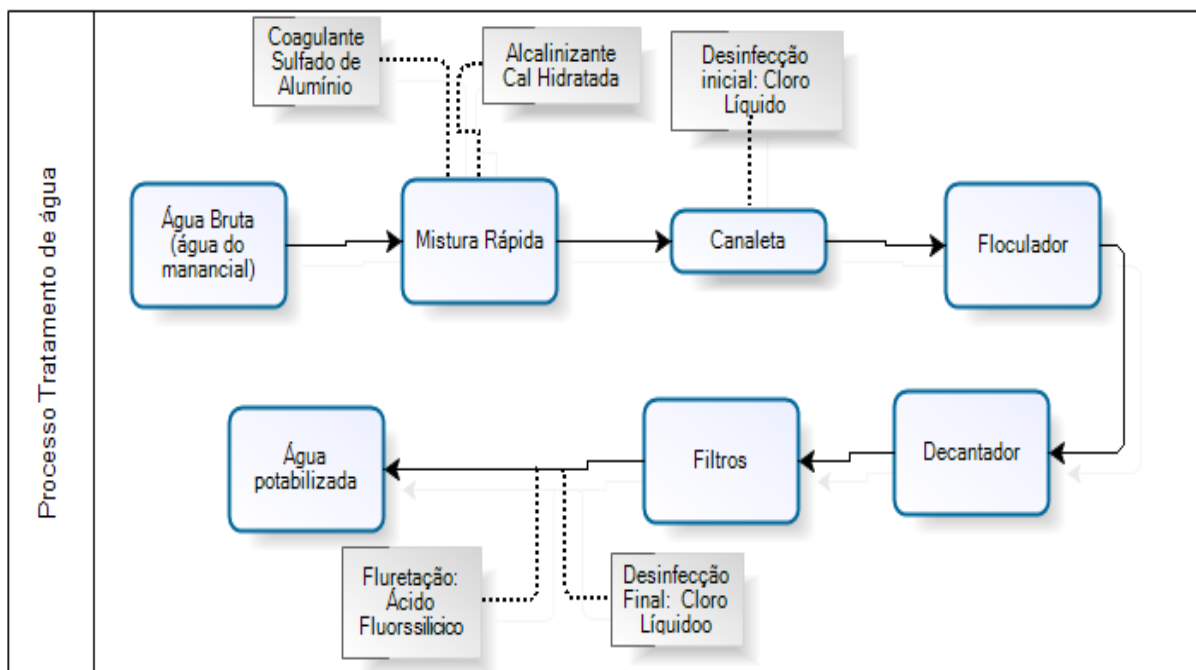 Processo Tratamento de água
Coagulante
Sulfado de
Alumínio
Alcalinizante
Cal Hidratada
Desinfecção
inicial: Cloro
Líquido
Água Bruta
(água do
manancial)
Mistura Rápida
Canaleta
Floculador
Água
potabilizada
Filtros
Decantador
Fluretação:
Ácido
Fluorssilicico
Desinfecção
Final: Cloro
Líquidoo